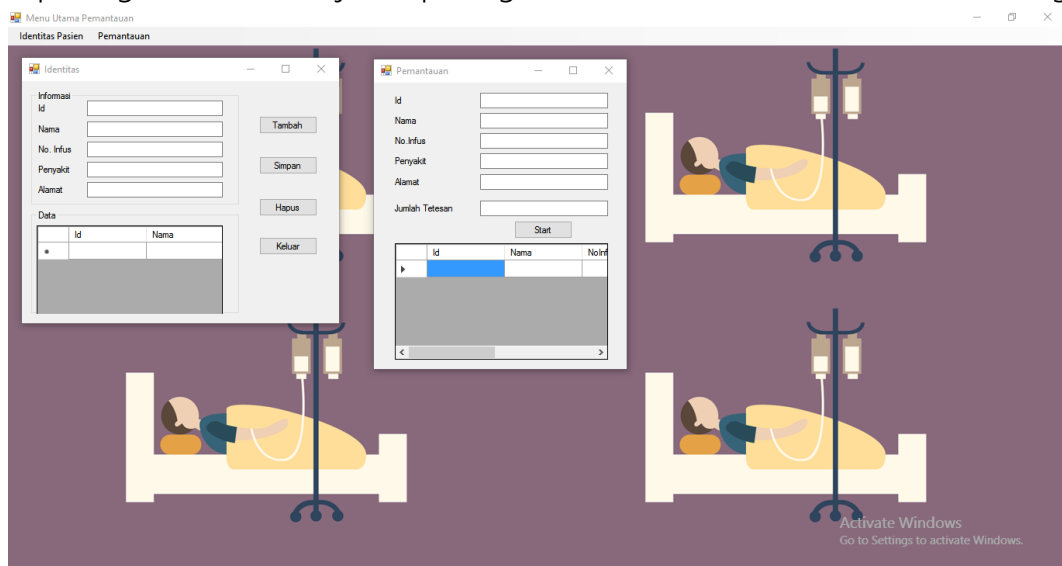 Menu Utama Pemantauan
Identitas Pasien Pemantauan
Identitas
Informasi
Id
Nama
No. Infus
Penyakit
Alamat
Tambah
Simpan
Hapus
Keluar
Data
Id Nama
Pemantauan
Id
Nama
No.Infus
Penyakit
Alamat
Jumlah Tetesan
Start
Id Nama NoInf
Activate Windows
Go to Settings to activate Windows.